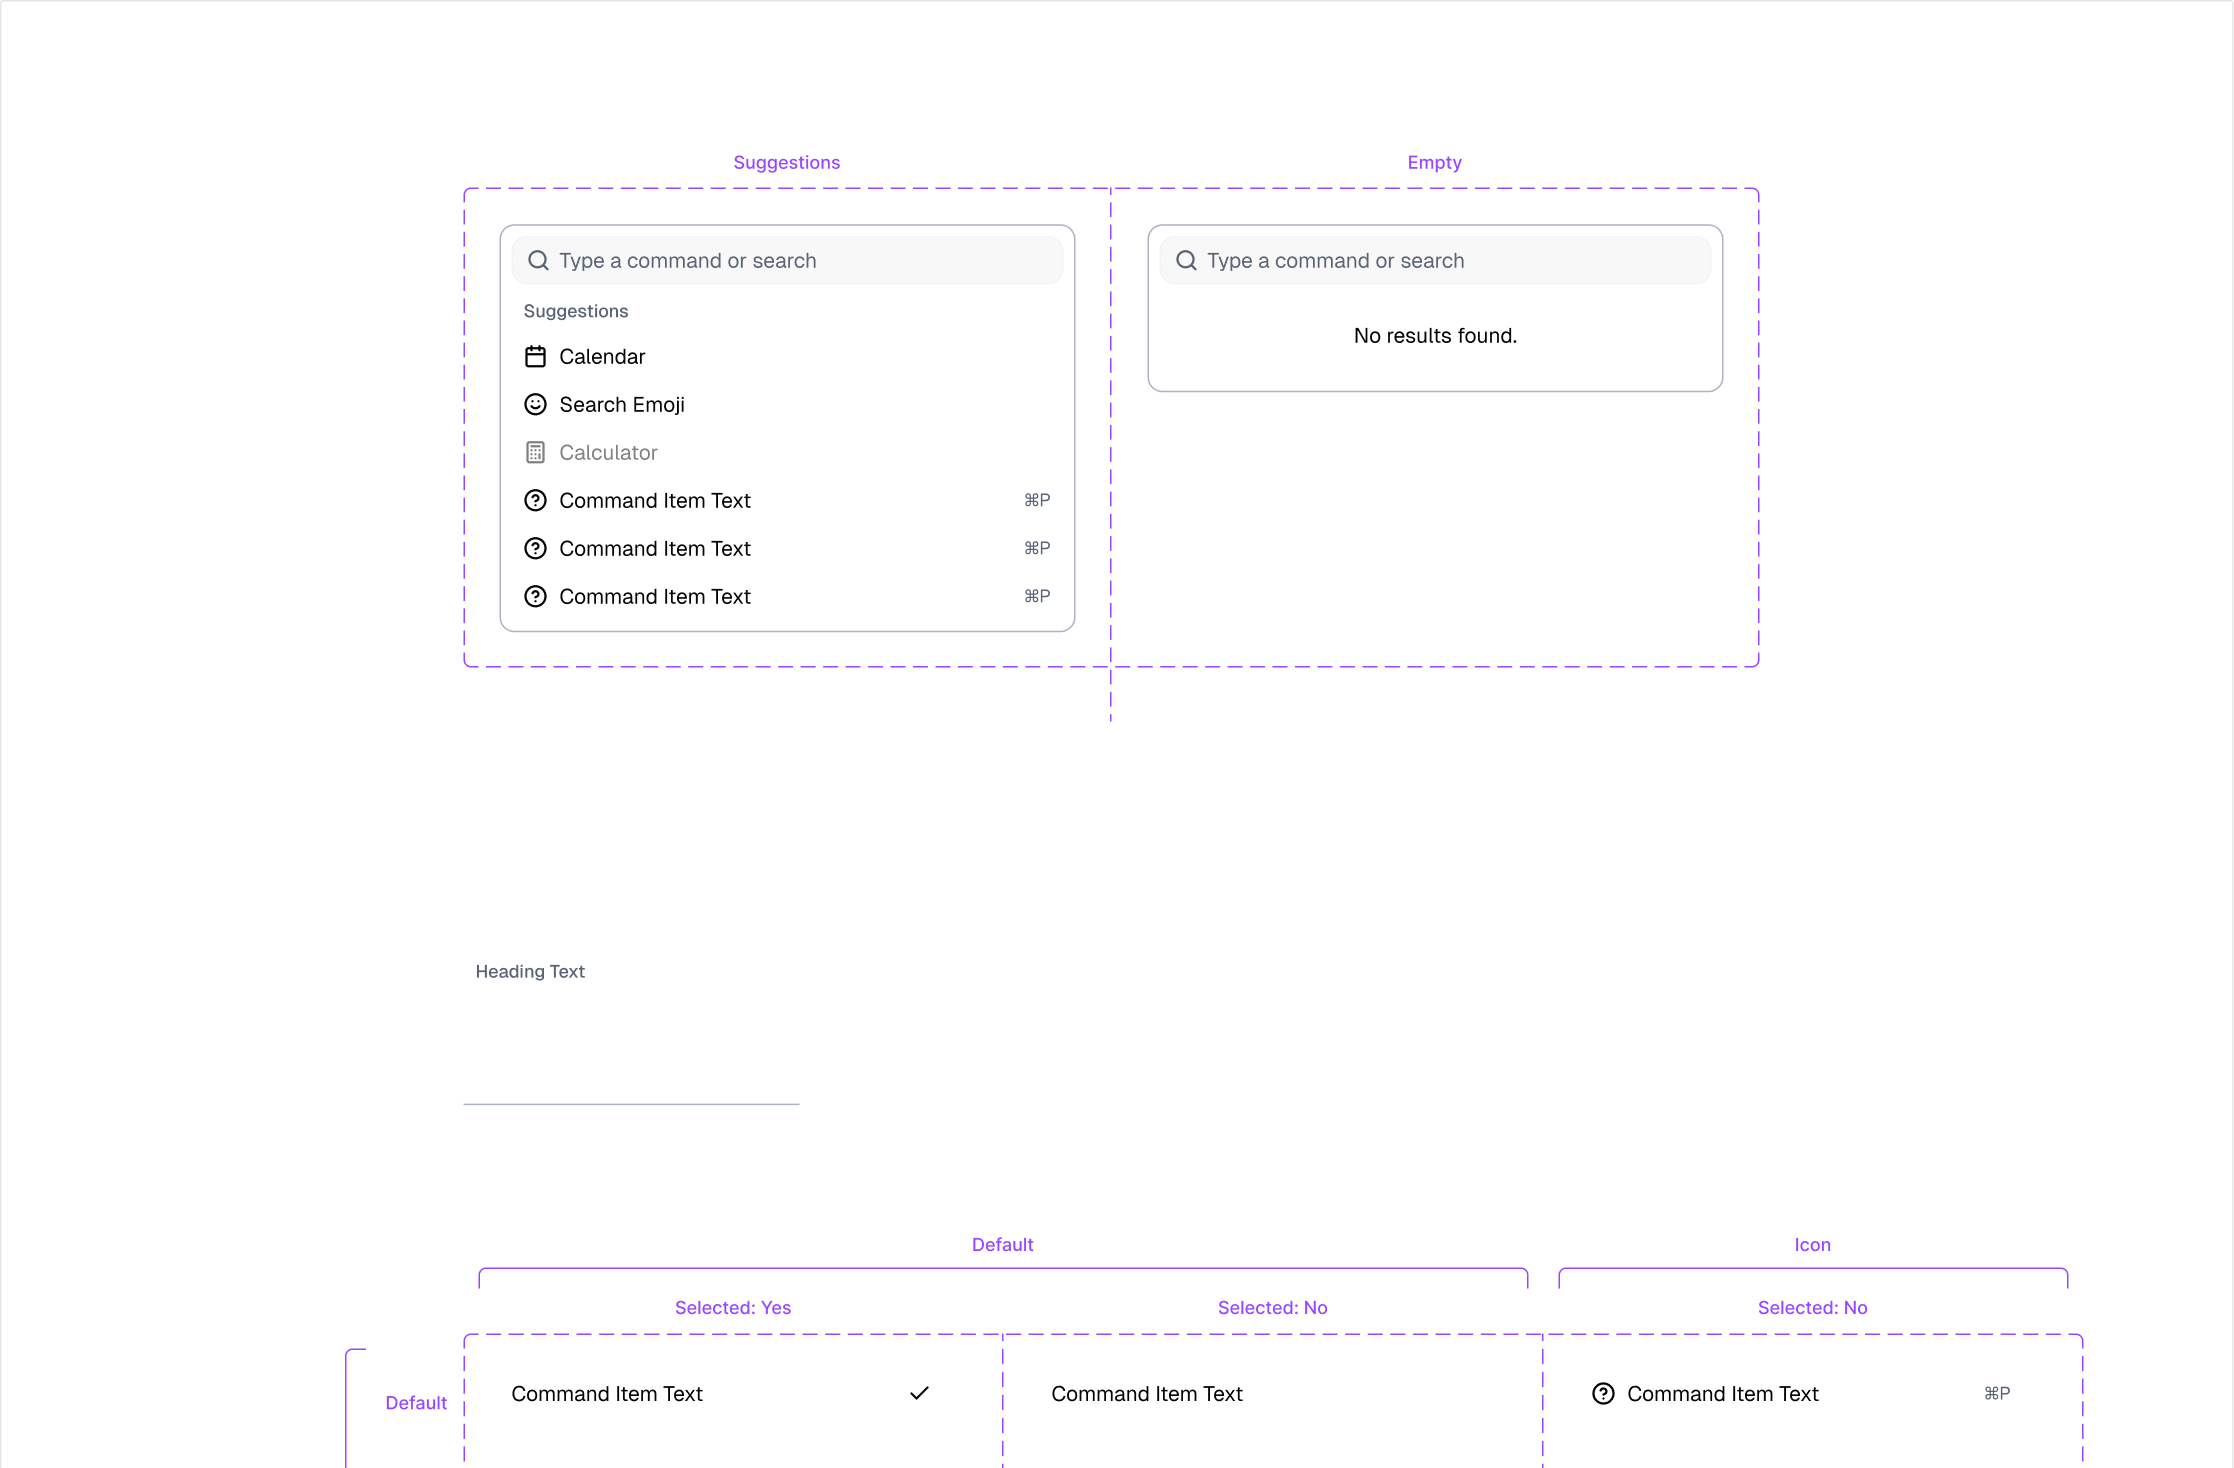 Suggestions
Empty
Type a command or search
Suggestions
Calendar
Search Emoji
Calculator
Command Item Text ⌘P
Command Item Text ⌘P
Command Item Text ⌘P
Type a command or search
No results found.
Heading Text
Default
Icon
Selected: Yes
Selected: No
Selected: No
Default
Command Item Text
Command Item Text
Command Item Text ⌘P